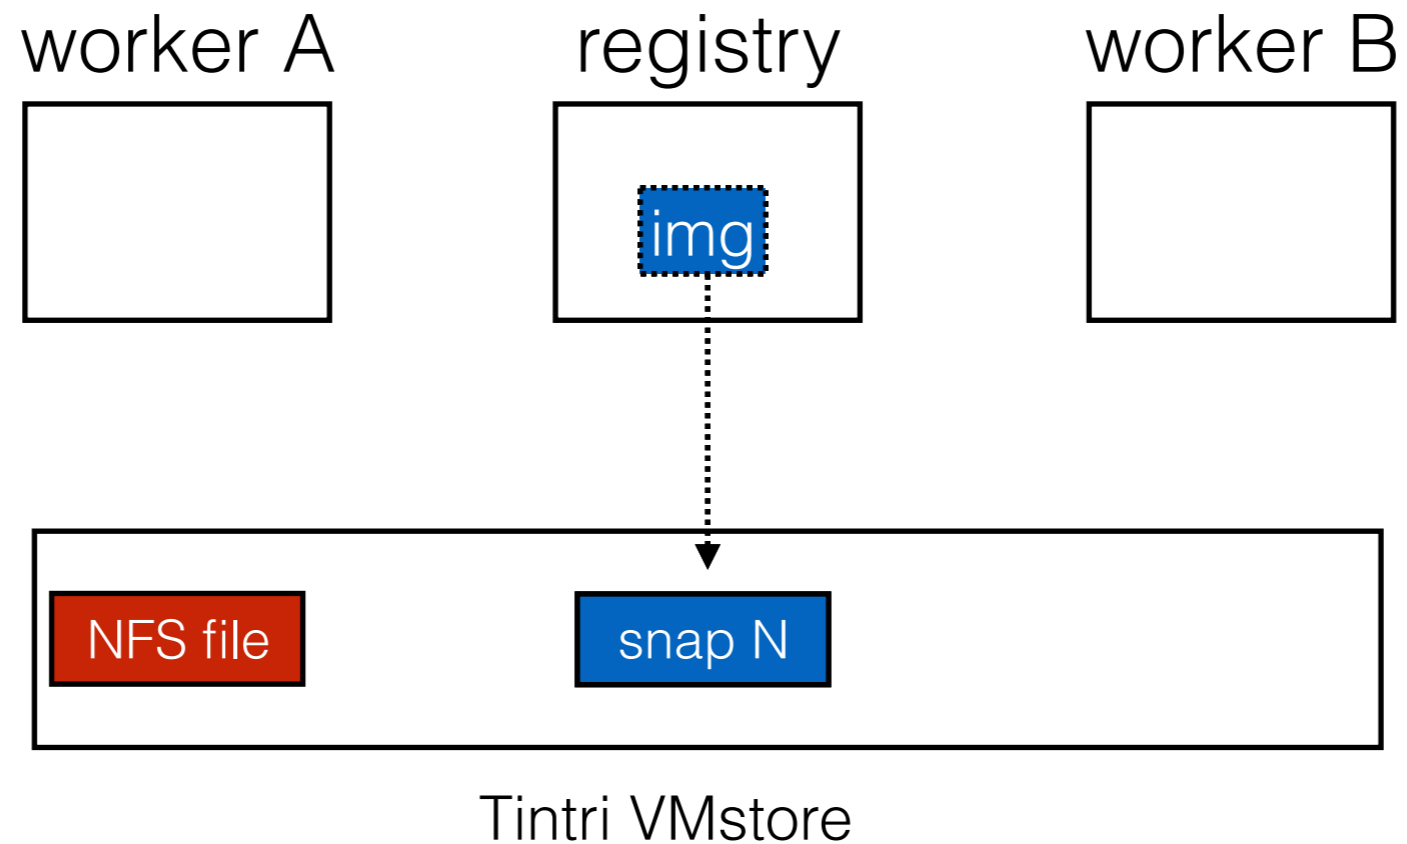 worker A
registry
worker B
img
NFS file
snap N
Tintri VMstore